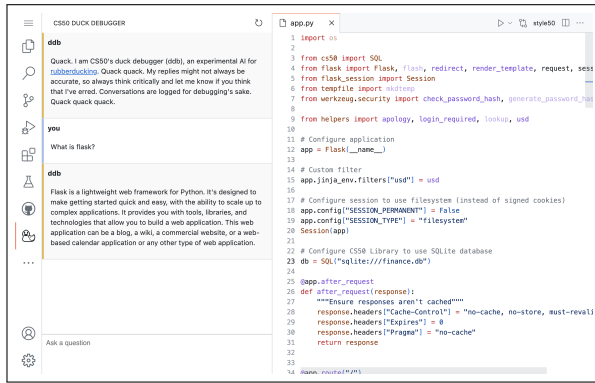 CS50 DUCK DEBUGGER
ddb
Quack. I am CS50's duck debugger (ddb), an experimental AI for
rubberducking. Quack quack. My replies might not always be
accurate, so always think critically and let me know if you think
that I've erred. Conversations are logged for debugging's sake.
Quack quack quack.
you
What is flask?
ddb
Flask is a lightweight web framework for Python. It's designed to
make getting started quick and easy, with the ability to scale up to
complex applications. It provides you with tools, libraries, and
technologies that allow you to build a web application. This web
application can be a blog, a wiki, a commercial website, or a web-
based calendar application or any other type of web application.
Ask a question
app.py
style50
1 import os
2
3 from cs50 import SQL
4 from flask import Flask, flash, redirect, render_template, request, sess
5 from flask_session import Session
6 from tempfile import mkdtemp
7 from werkzeug.security import check_password_hash, generate_password_has
8
9 from helpers import apology, login_required, lookup, usd
10
11 # Configure application
12 app = Flask(__name__)
13
14 # Custom filter
15 app.jinja_env.filters["usd"] = usd
16
17 # Configure session to use filesystem (instead of signed cookies)
18 app.config["SESSION_PERMANENT"] = False
19 app.config["SESSION_TYPE"] = "filesystem"
20 Session(app)
21
22 # Configure CS50 Library to use SQLite database
23 db = SQL("sqlite:///finance.db")
24
25 @app.after_request
26 def after_request(response):
27 """Ensure responses aren't cached"""
28 response.headers["Cache-Control"] = "no-cache, no-store, must-revali
29 response.headers["Expires"] = 0
30 response.headers["Pragma"] = "no-cache"
31 return response
32
33
34 @app.route("/")